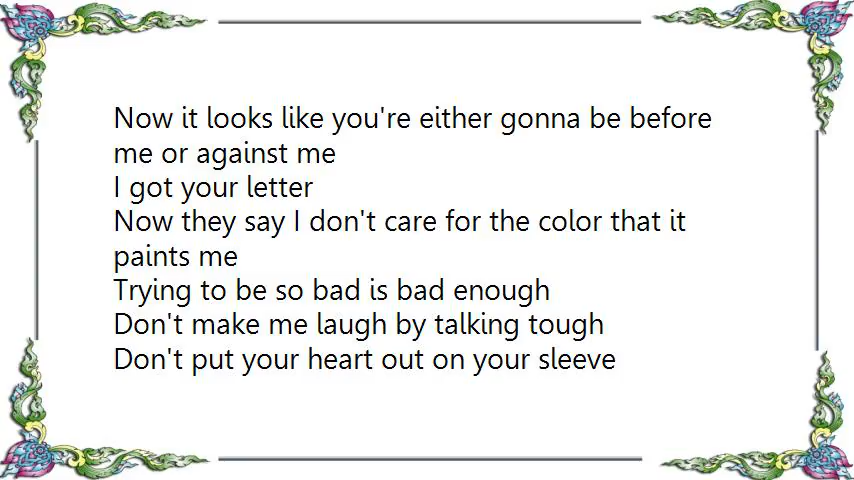 Now it looks like you're either gonna be before
me or against me
I got your letter
Now they say I don't care for the color that it
paints me
Trying to be so bad is bad enough
Don't make me laugh by talking tough
Don't put your heart out on your sleeve